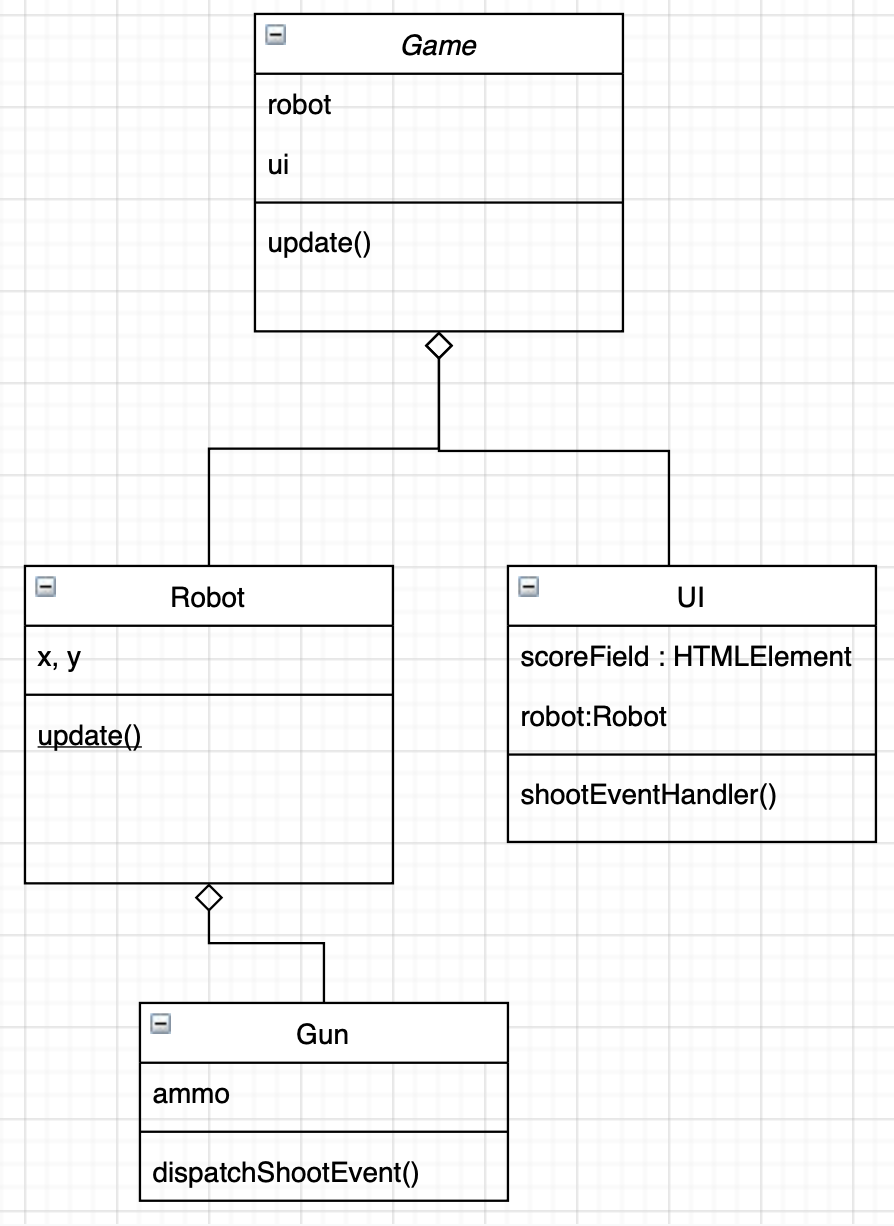 Game
robot
ui
update()
Robot
x, y
update()
UI
scoreField : HTMLElement
robot:Robot
shootEventHandler()
Gun
ammo
dispatchShootEvent()